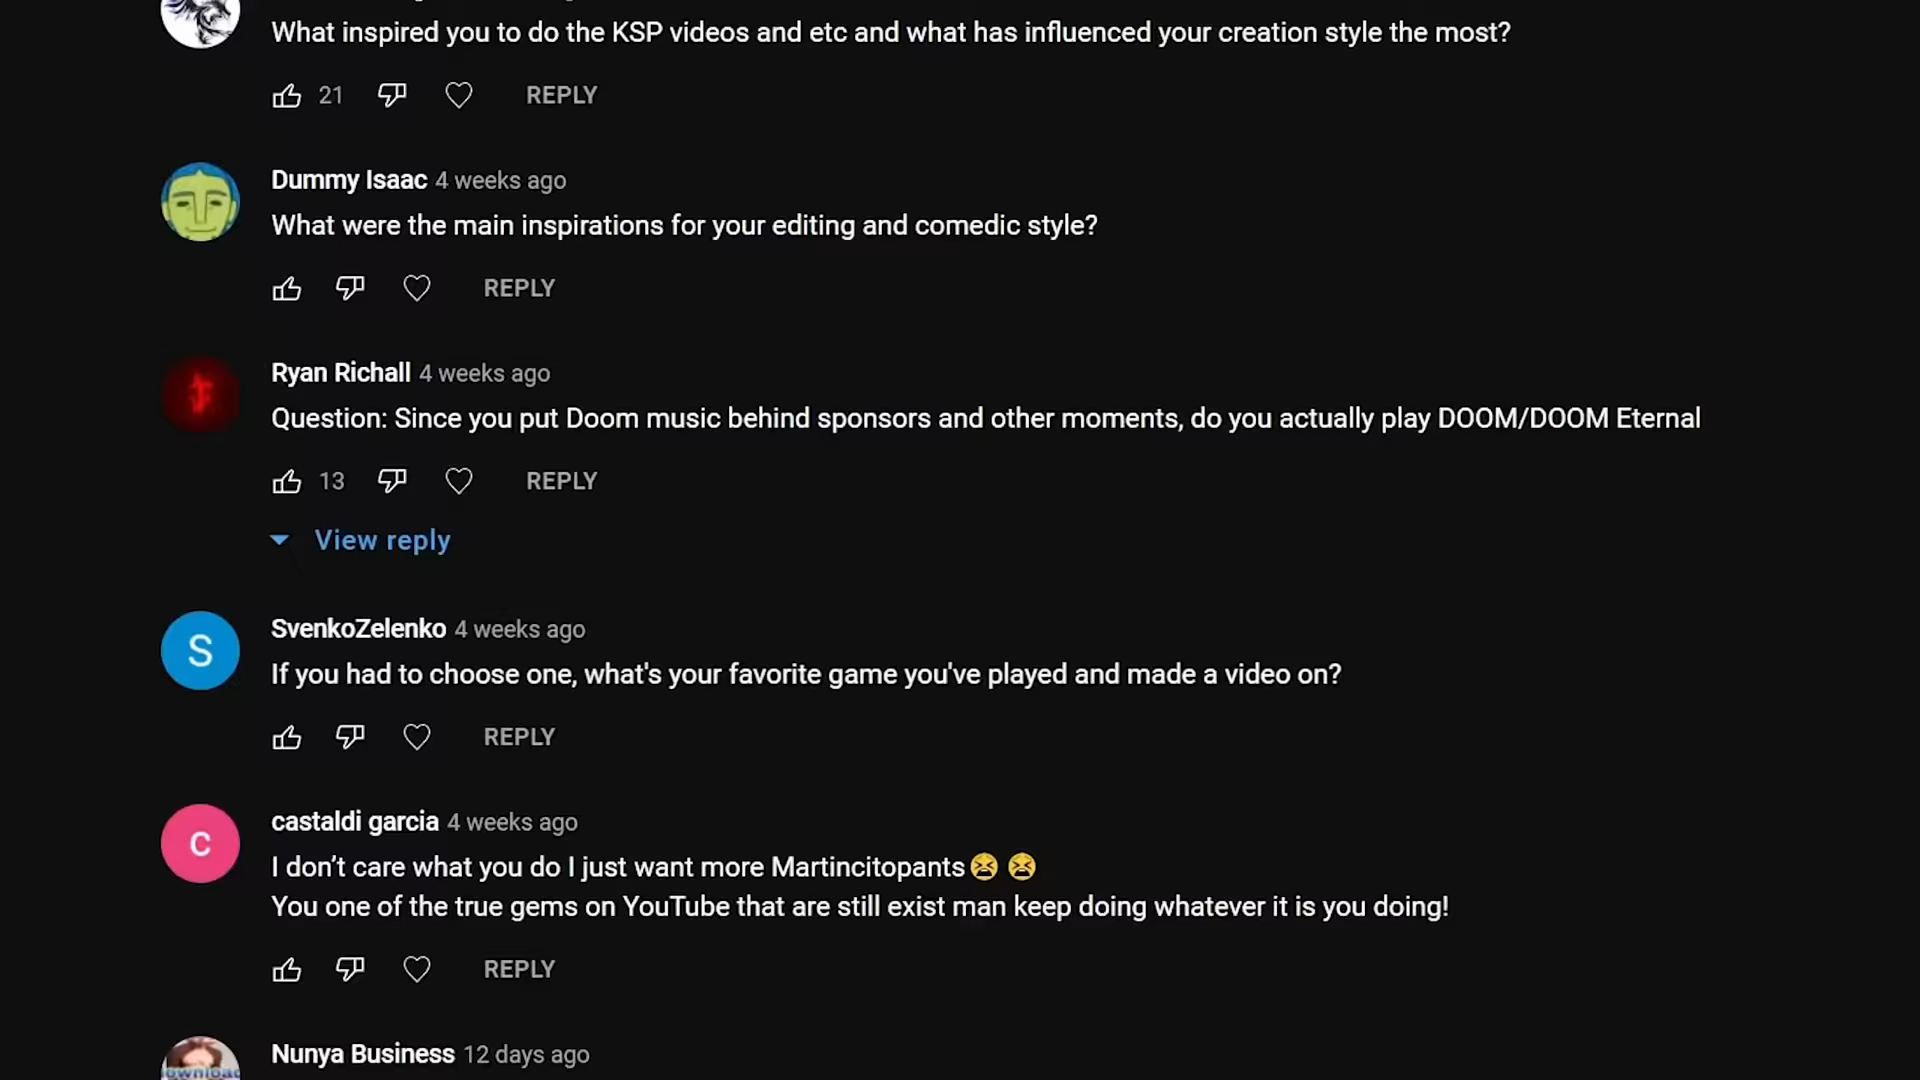 What inspired you to do the KSP videos and etc and what has influenced your creation style the most?
21 REPLY
Dummy Isaac 4 weeks ago
What were the main inspirations for your editing and comedic style?
REPLY
Ryan Richall 4 weeks ago
Question: Since you put Doom music behind sponsors and other moments, do you actually play DOOM/DOOM Eternal
13 REPLY
View reply
S
SvenkoZelenko 4 weeks ago
If you had to choose one, what's your favorite game you've played and made a video on?
REPLY
c
castaldi garcia 4 weeks ago
I don’t care what you do I just want more Martincitopants😫 😫
You one of the true gems on YouTube that are still exist man keep doing whatever it is you doing!
REPLY
Nunya Business 12 days ago